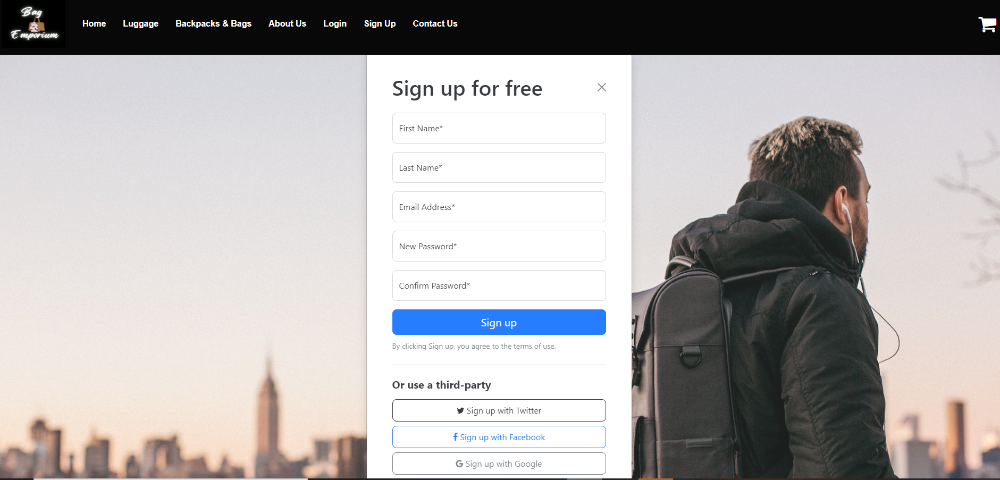 Bag
Emporium
Home Luggage Backpacks & Bags About Us Login Sign Up Contact Us
Sign up for free
First Name*
Last Name*
Email Address*
New Password*
Confirm Password*
Sign up
By clicking Sign up, you agree to the terms of use.
Or use a third-party
Sign up with Twitter
Sign up with Facebook
Sign up with Google